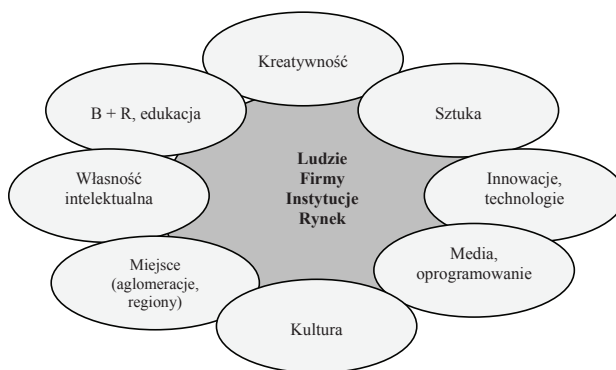 Kreatywność
B + R, edukacja
Sztuka
Ludzie
Firmy
Instytucje
Rynek
Własność
intelektualna
Innowacje,
technologie
Miejsce
(aglomeracje,
regiony)
Media,
oprogramowanie
Kultura